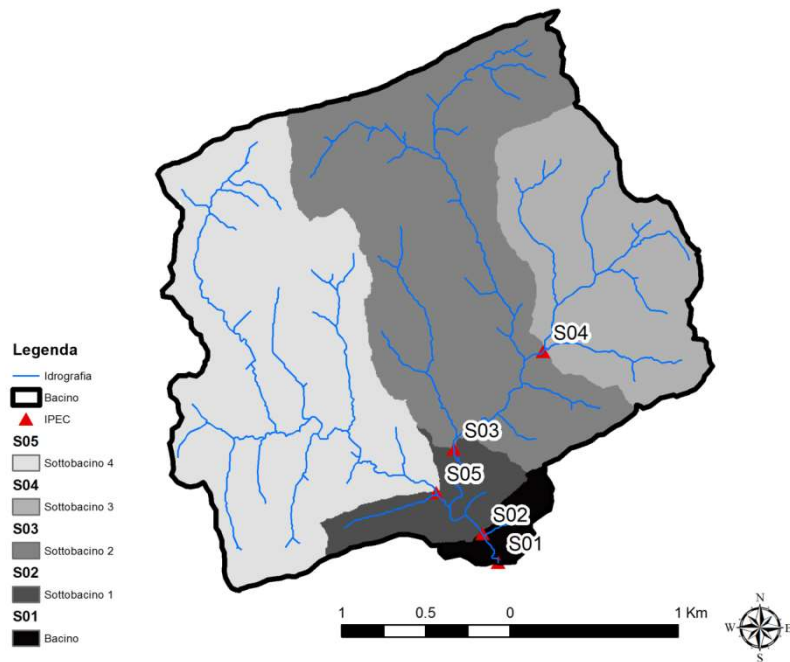 S04
S03
S05
S02
S01
Legenda
Idrografia
Bacino
IPEC
S05
Sottobacino 4
S04
Sottobacino 3
S03
Sottobacino 2
S02
Sottobacino 1
S01
Bacino
1 0.5 0 1 Km
N
W E
S